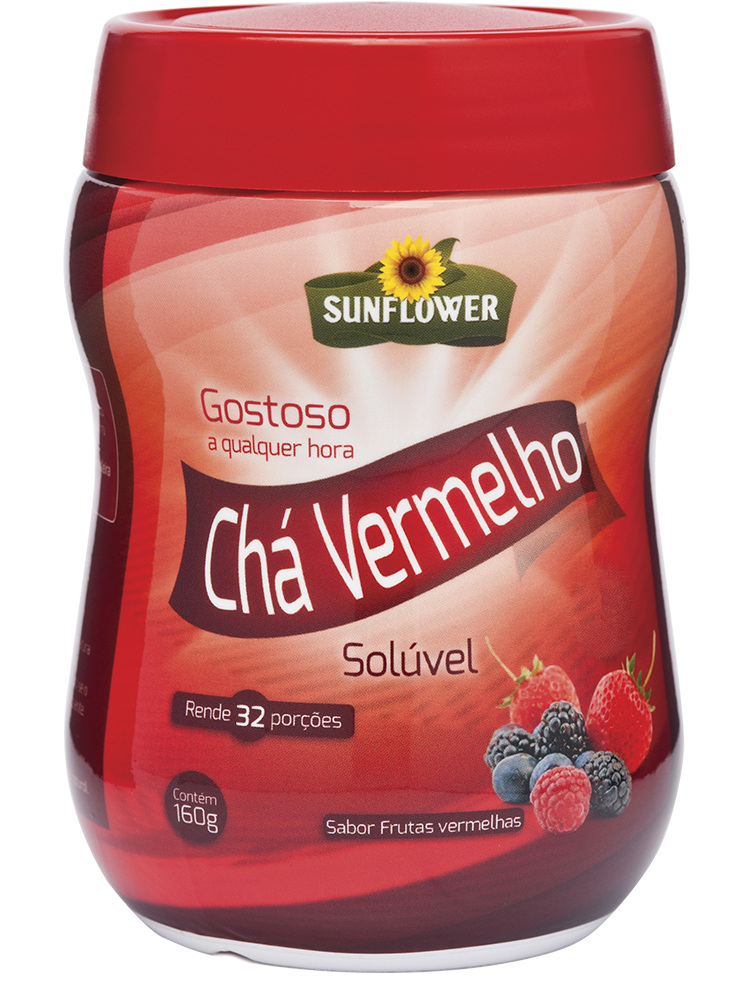 SUNFLOWER
Gostoso
a qualquer hora
Chá Vermelho
Solúvel
Rende 32 porções
Contém
160g
Sabor Frutas vermelhas